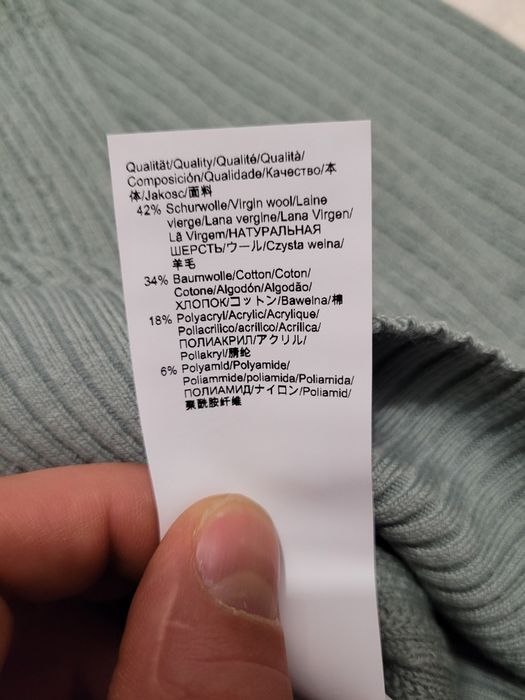 Qualität/Quality/Qualité/Qualità/
Composición/Qualidade/Качество/本
体/Jakosc/面料
42% Schurwolle/Virgin wool/Laine
vierge/Lana vergine/Lana Virgen/
Lã Virgem/НАТУРАЛЬНАЯ
ШЕРСТЬ/ウール/Czysta welna/
羊毛
34% Baumwolle/Cotton/Coton/
Cotone/Algodón/Algodão/
ХЛОПОК/コットン/Bawelna/棉
18% Polyacryl/Acrylic/Acrylique/
Poliacrilico/acrílico/Acrílica/
ПОЛИАКРИЛ/アクリル/
Poliakryl/腈纶
6% Polyamid/Polyamide/
Poliammide/poliamida/Poliamida/
ПОЛИАМИД/ナイロン/Poliamid/
聚酰胺纤维